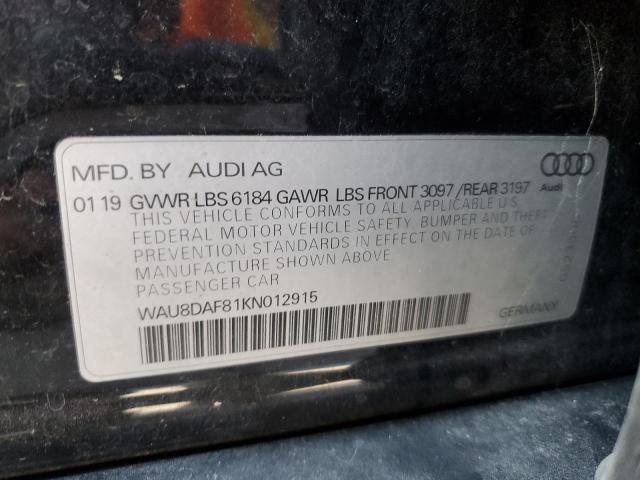 MFD. BY AUDI AG
01 19 GVWR LBS 6184 GAWR LBS FRONT 3097 /REAR 3197
Audi
THIS VEHICLE CONFORMS TO ALL APPLICABLE U.S.
FEDERAL MOTOR VEHICLE SAFETY, BUMPER AND THEFT
PREVENTION STANDARDS IN EFFECT ON THE DATE OF
MANUFACTURE SHOWN ABOVE
PASSENGER CAR
WAU8DAF81KN012915
GERMANY